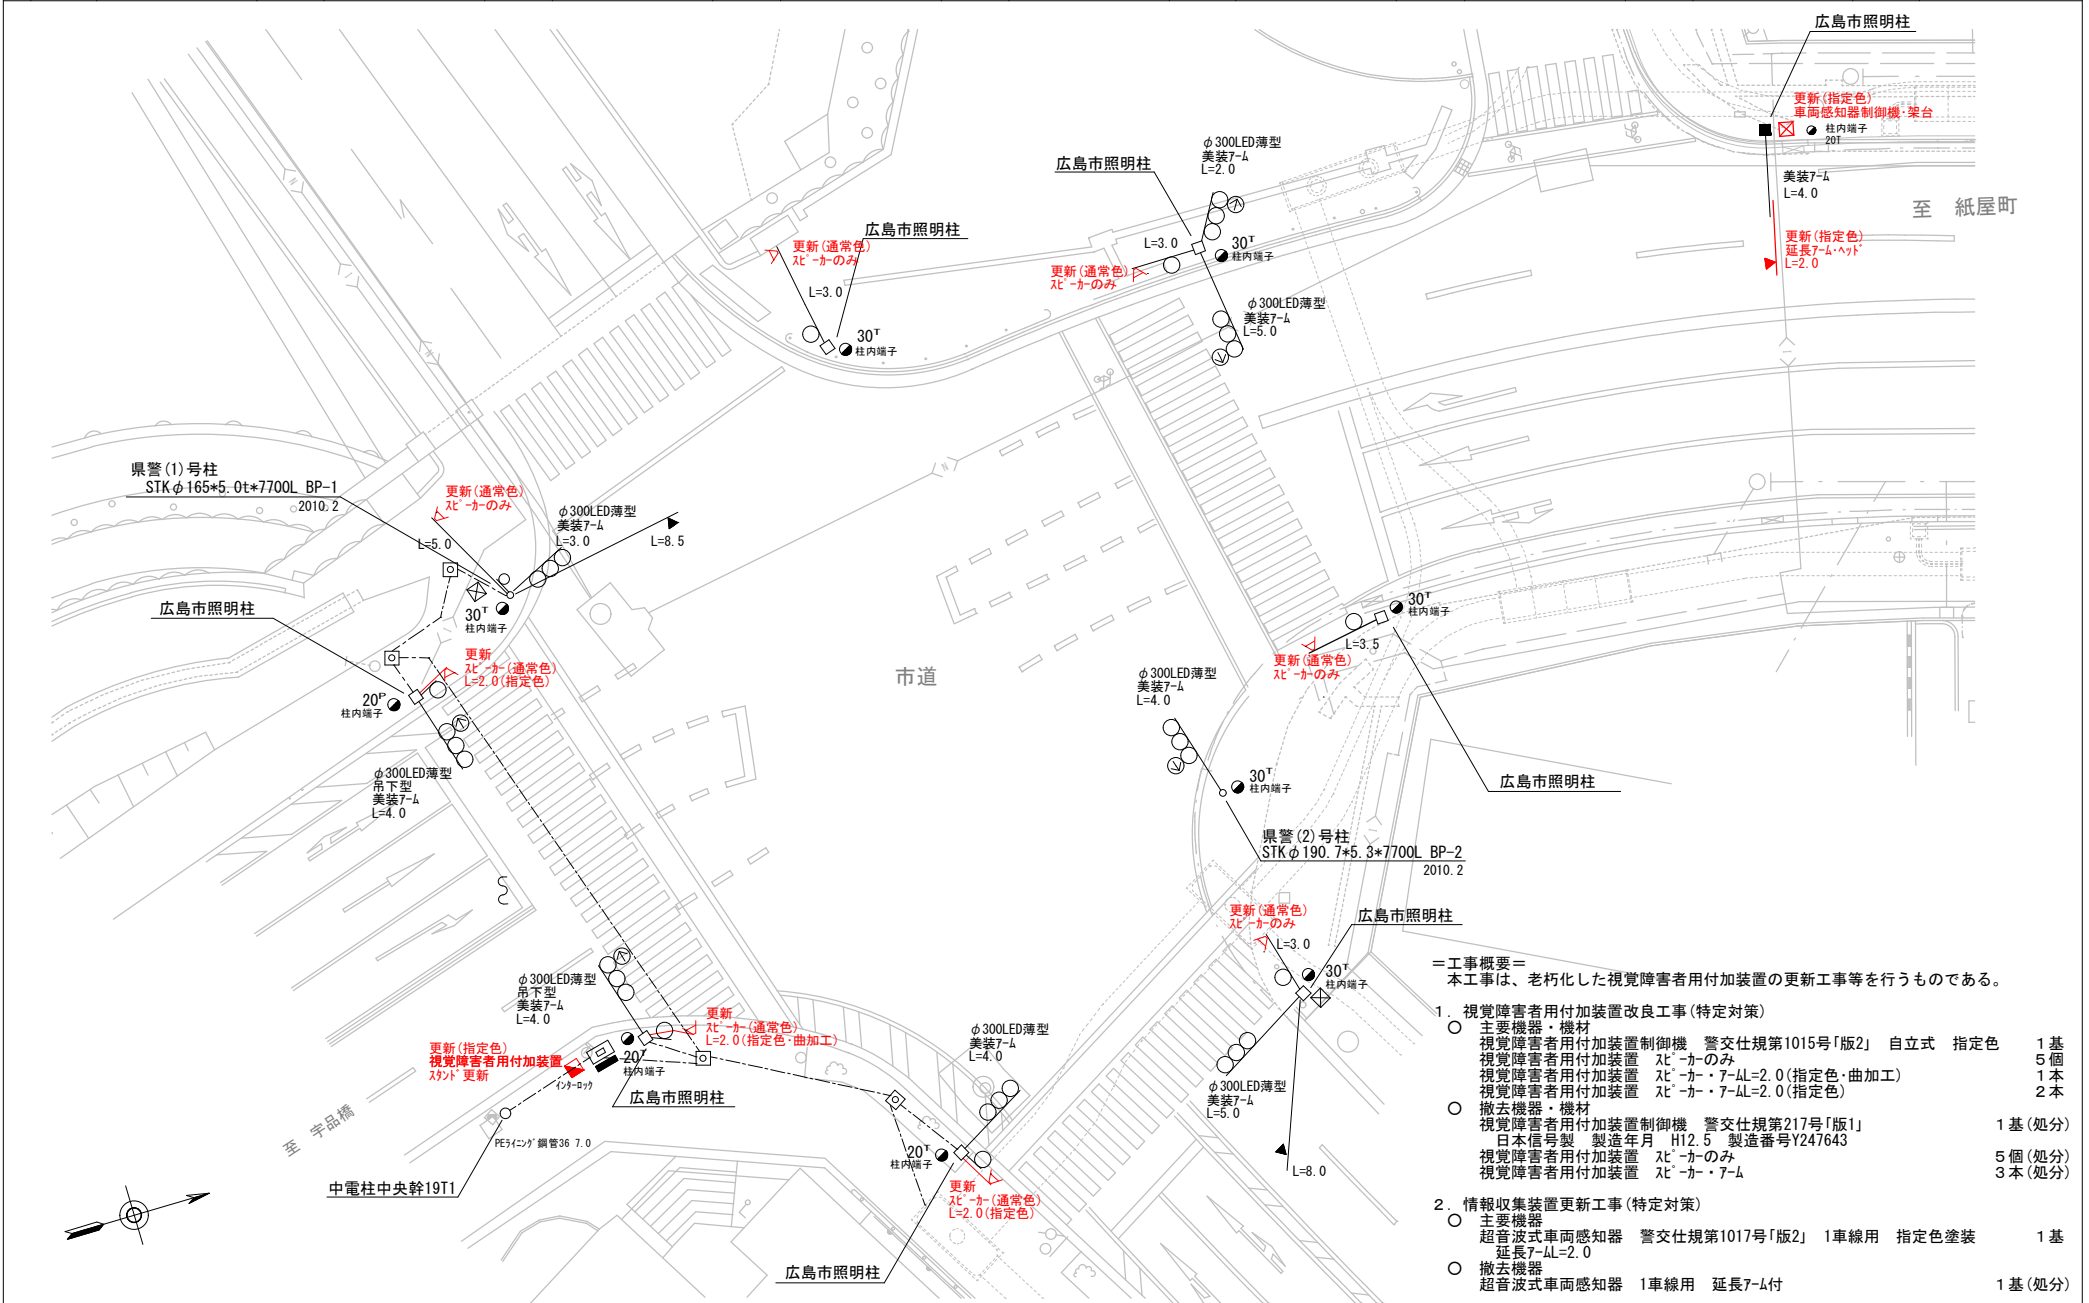 広島市照明柱
更新(指定色)
車両感知器制御機・架台
柱内端子
20T
美装ｱｰﾑ
L=4.0
至 紙屋町
更新(指定色)
延長ｱｰﾑ・ﾍｯﾄﾞ
L=2.0
φ300LED薄型
美装ｱｰﾑ
L=2.0
広島市照明柱
L=3.0
30T
柱内端子
更新(通常色)
ｽﾋﾟｰｶｰのみ
φ300LED薄型
美装ｱｰﾑ
L=5.0
広島市照明柱
更新(通常色)
ｽﾋﾟｰｶｰのみ
L=3.0
30T
柱内端子
県警(1)号柱
STKφ165*5.0t*7700L BP-1
2010.2
更新(通常色)
ｽﾋﾟｰｶｰのみ
L=5.0
φ300LED薄型
美装ｱｰﾑ
L=3.0
L=8.5
30T
柱内端子
広島市照明柱
更新
ｽﾋﾟｰｶｰ(通常色)
L=2.0(指定色)
20P
柱内端子
φ300LED薄型
吊下型
美装ｱｰﾑ
L=4.0
市道
30T
柱内端子
L=3.5
更新(通常色)
ｽﾋﾟｰｶｰのみ
広島市照明柱
φ300LED薄型
美装ｱｰﾑ
L=4.0
30T
柱内端子
県警(2)号柱
STKφ190.7*5.3*7700L BP-2
2010.2
更新(通常色)
ｽﾋﾟｰｶｰのみ
L=3.0
広島市照明柱
30T
柱内端子
φ300LED薄型
美装ｱｰﾑ
L=5.0
L=8.0
φ300LED薄型
吊下型
美装ｱｰﾑ
L=4.0
更新
ｽﾋﾟｰｶｰ(通常色)
L=2.0(指定色・曲加工)
更新(指定色)
視覚障害者用付加装置
ｽﾀﾝﾄﾞ更新
ｲﾝﾀｰﾛｯｸ
20T
柱内端子
広島市照明柱
至 宇品橋
PEﾗｲﾆﾝｸﾞ鋼管36 7.0
中電柱中央幹19T1
φ300LED薄型
美装ｱｰﾑ
L=4.0
20T
柱内端子
更新
ｽﾋﾟｰｶｰ(通常色)
L=2.0(指定色)
広島市照明柱
＝工事概要＝
本工事は、老朽化した視覚障害者用付加装置の更新工事等を行うものである。
1. 視覚障害者用付加装置改良工事(特定対策)
○ 主要機器・機材
視覚障害者用付加装置制御機 警交仕規第1015号｢版2｣ 自立式 指定色 1基
視覚障害者用付加装置 ｽﾋﾟｰｶｰのみ 5個
視覚障害者用付加装置 ｽﾋﾟｰｶｰ・ｱｰﾑL=2.0(指定色・曲加工) 1本
視覚障害者用付加装置 ｽﾋﾟｰｶｰ・ｱｰﾑL=2.0(指定色) 2本
○ 撤去機器・機材
視覚障害者用付加装置制御機 警交仕規第217号｢版1｣ 1基(処分)
日本信号製 製造年月 H12.5 製造番号Y247643
視覚障害者用付加装置 ｽﾋﾟｰｶｰのみ 5個(処分)
視覚障害者用付加装置 ｽﾋﾟｰｶｰ・ｱｰﾑ 3本(処分)
2. 情報収集装置更新工事(特定対策)
○ 主要機器
超音波式車両感知器 警交仕規第1017号｢版2｣ 1車線用 指定色塗装 1基
延長ｱｰﾑL=2.0
○ 撤去機器
超音波式車両感知器 1車線用 延長ｱｰﾑ付 1基(処分)